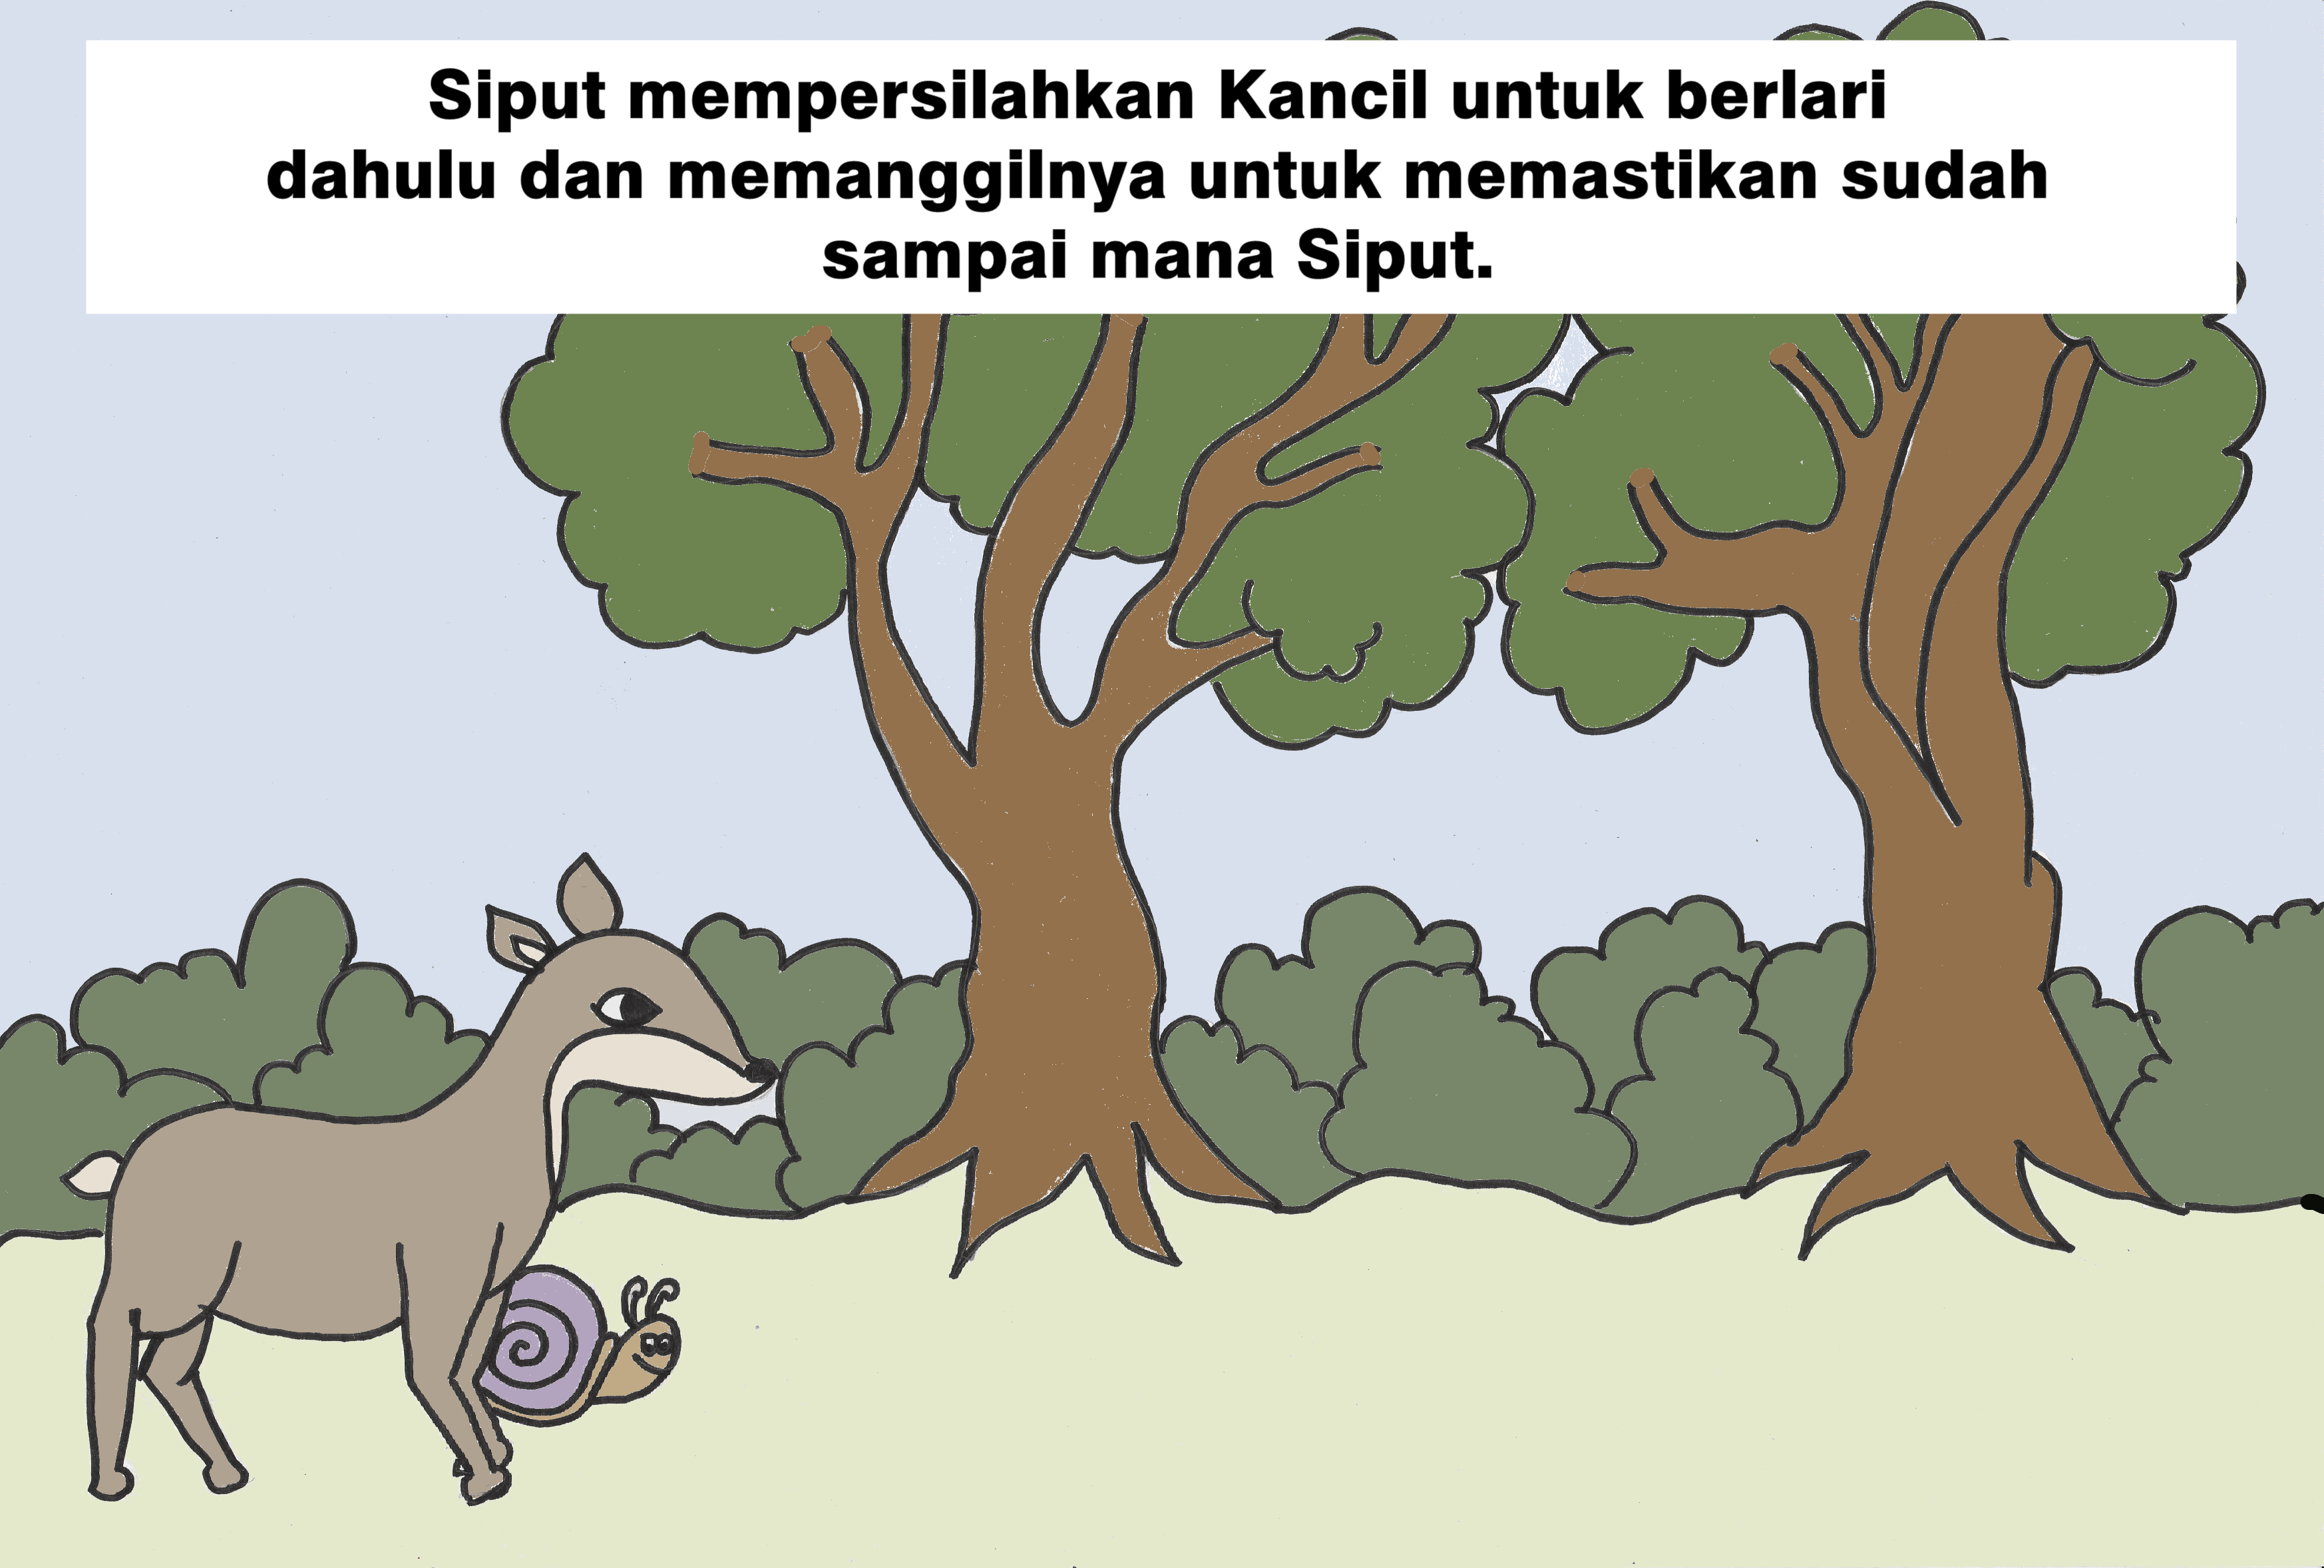 Siput mempersilahkan Kancil untuk berlari
dahulu dan memanggilnya untuk memastikan sudah
sampai mana Siput.